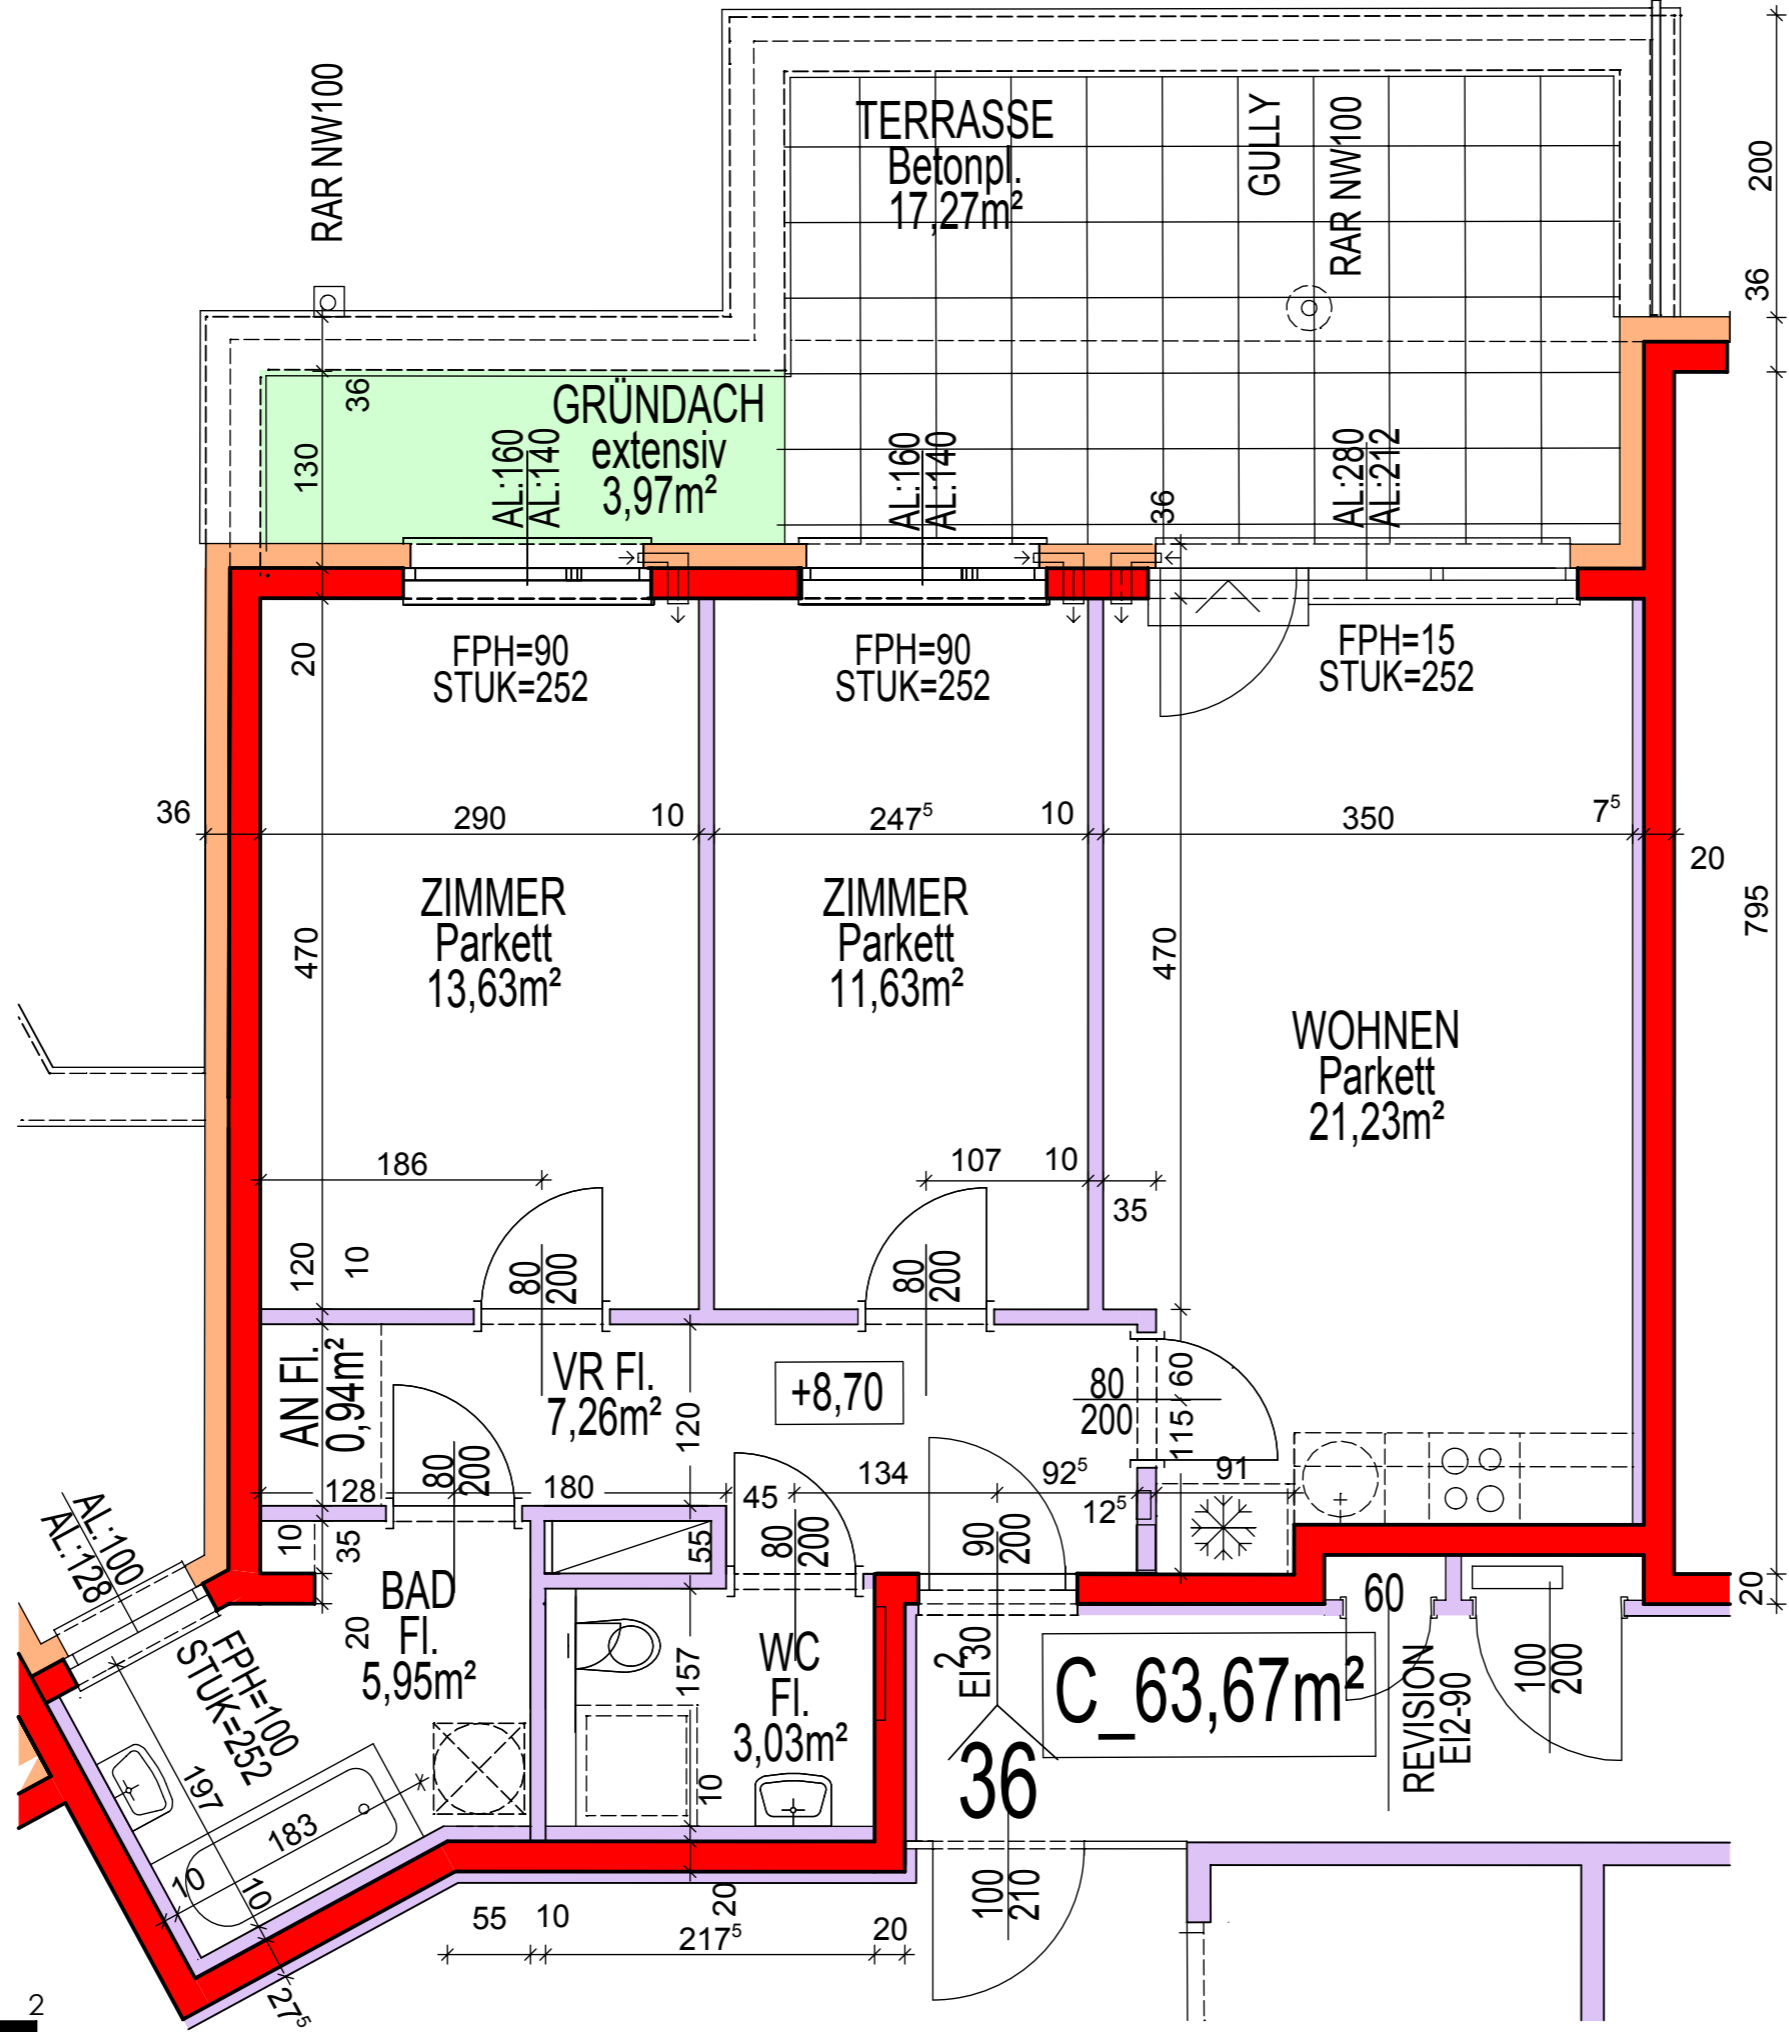 RAR NW100
TERRASSE
Betonpl.
17,27m²
GULLY
RAR NW100
200
36
36
130
GRÜNDACH
extensiv
3,97m²
AL:160
AL:140
AL:160
AL:140
36
AL:280
AL:212
20
FPH=90
STUK=252
FPH=90
STUK=252
FPH=15
STUK=252
36
290
10
247⁵
10
350
7⁵
20
795
ZIMMER
Parkett
13,63m²
ZIMMER
Parkett
11,63m²
470
470
WOHNEN
Parkett
21,23m²
186
107
10
35
120
10
80
200
80
200
AN Fl.
0,94m²
VR Fl.
7,26m²
+8,70
120
80
200
60
115
128
80
200
180
45
134
92⁵
12⁵
91
10
35
55
80
200
90
200
AL:100
AL:128
BAD
Fl.
5,95m²
20
FPH=100
STUK=252
157
WC
Fl.
3,03m²
10
EI²30
C_63,67m²
36
60
REVISION
EI2-90
100
200
20
197
183
10
10
27⁵
55
10
217⁵
20
20
100
210
2